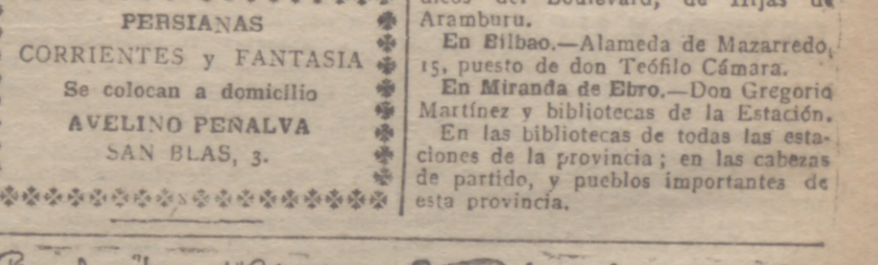 PERSIANAS
CORRIENTES y FANTASIA
Se colocan a domicilio
AVELINO PEÑALVA
SAN BLAS, 3.
Aramburu.
En Bilbao.—Alameda de Mazarredo,
15, puesto de don Teófilo Cámara.
En Miranda de Ebro.—Don Gregorio
Martínez y bibliotecas de la Estación.
En las bibliotecas de todas las esta-
ciones de la provincia; en las cabezas
de partido, y pueblos importantes de
esta provincia.